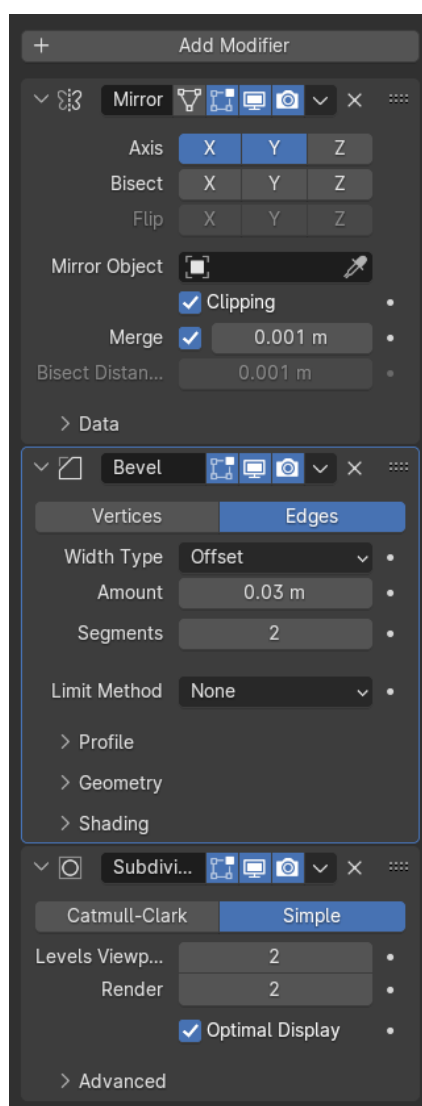 + Add Modifier
Mirror
Axis X Y Z
Bisect X Y Z
Flip X Y Z
Mirror Object
Clipping
Merge 0.001 m
Bisect Distan... 0.001 m
Data
Bevel
Vertices Edges
Width Type Offset
Amount 0.03 m
Segments 2
Limit Method None
Profile
Geometry
Shading
Subdivi...
Catmull-Clark Simple
Levels Viewp... 2
Render 2
Optimal Display
Advanced